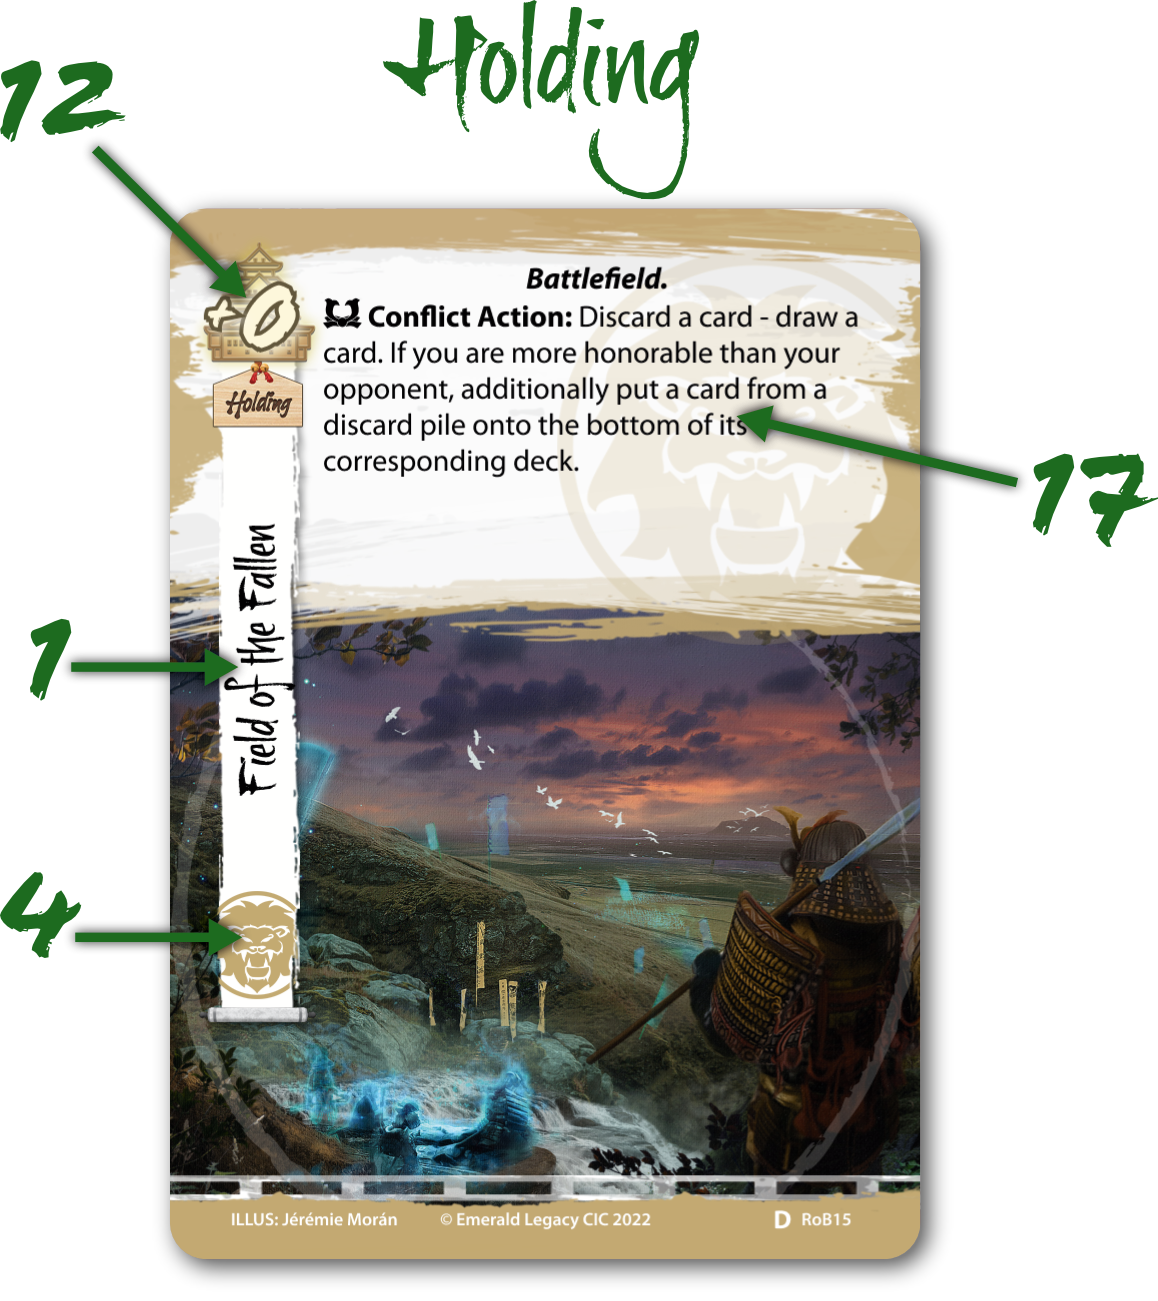 Holding
12
+0
Holding
Battlefield.
Conflict Action: Discard a card - draw a
card. If you are more honorable than your
opponent, additionally put a card from a
discard pile onto the bottom of its
corresponding deck.
17
Field of the Fallen
1
4
ILLUS: Jérémie Morán © Emerald Legacy CIC 2022 D RoB15